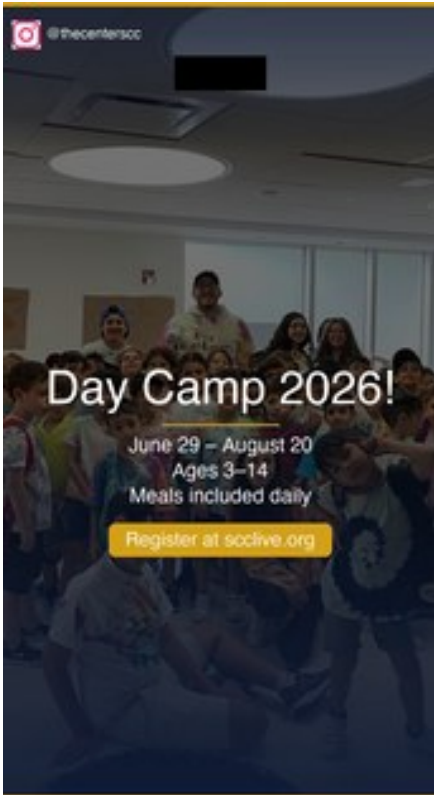 @thecenterscc
Day Camp 2026!
June 29 – August 20
Ages 3–14
Meals included daily
Register at scclive.org